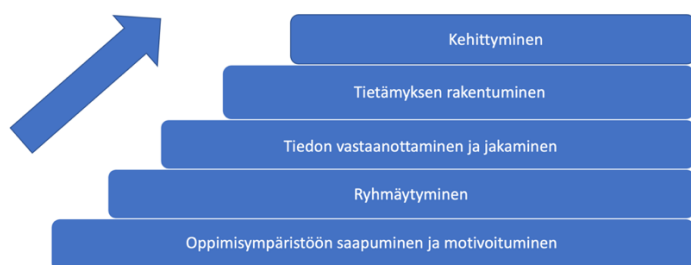 Kehittyminen
Tietämyksen rakentuminen
Tiedon vastaanottaminen ja jakaminen
Ryhmäytyminen
Oppimisympäristöön saapuminen ja motivoituminen